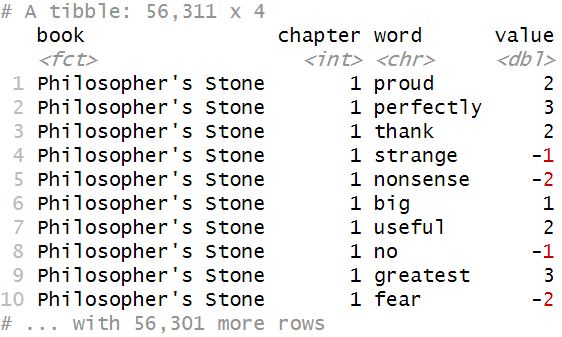 # A tibble: 56,311 x 4
book chapter word value
<fct> <int> <chr> <dbl>
1 Philosopher's Stone 1 proud 2
2 Philosopher's Stone 1 perfectly 3
3 Philosopher's Stone 1 thank 2
4 Philosopher's Stone 1 strange -1
5 Philosopher's Stone 1 nonsense -2
6 Philosopher's Stone 1 big 1
7 Philosopher's Stone 1 useful 2
8 Philosopher's Stone 1 no -1
9 Philosopher's Stone 1 greatest 3
10 Philosopher's Stone 1 fear -2
# ... with 56,301 more rows